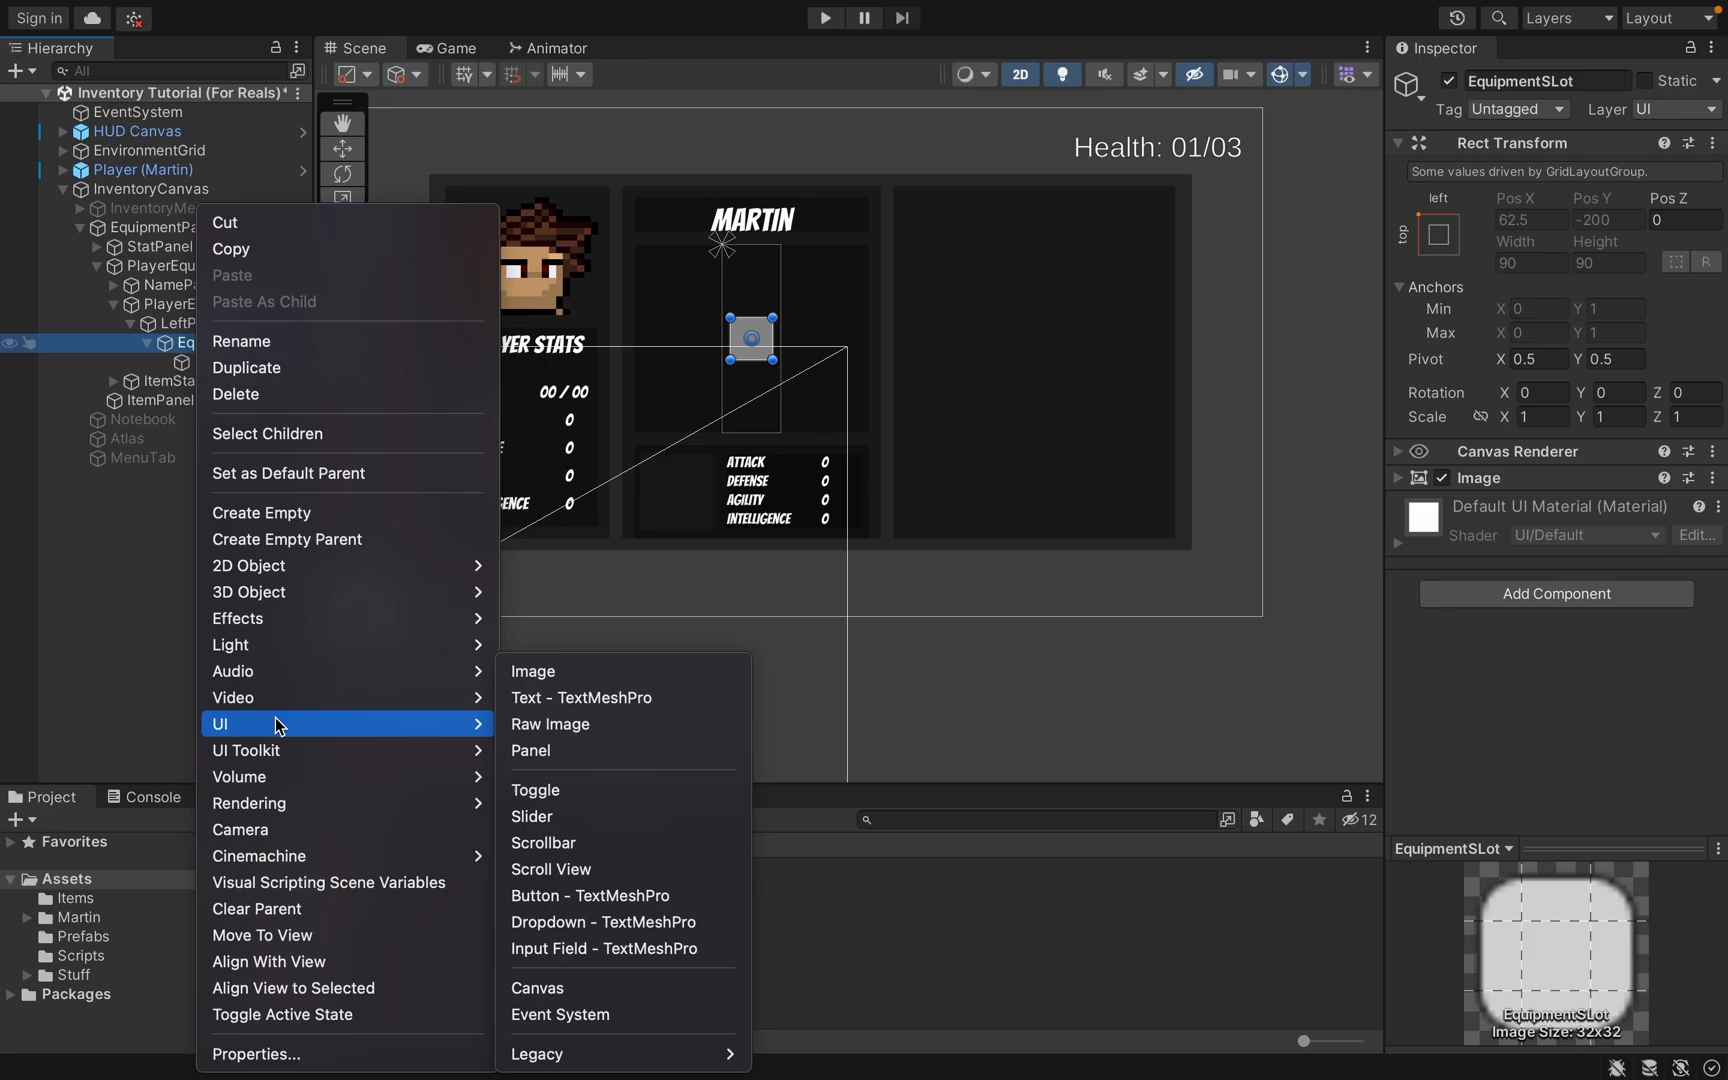 Sign in
Layers
Layout
Hierarchy
Scene
Game
Animator
Inspector
All
2D
EquipmentSLot
Static
Tag Untagged
Layer UI
Inventory Tutorial (For Reals)*
EventSystem
HUD Canvas
EnvironmentGrid
Player (Martin)
InventoryCanvas
InventoryMe
EquipmentPa
StatPanel
PlayerEqu
NamePa
PlayerE
LeftP
Eq
ItemSta
ItemPanel
Notebook
Atlas
MenuTab
Cut
Copy
Paste
Paste As Child
Rename
Duplicate
Delete
Select Children
Set as Default Parent
Create Empty
Create Empty Parent
2D Object
3D Object
Effects
Light
Audio
Video
UI
UI Toolkit
Volume
Rendering
Camera
Cinemachine
Visual Scripting Scene Variables
Clear Parent
Move To View
Align With View
Align View to Selected
Toggle Active State
Properties...
Image
Text - TextMeshPro
Raw Image
Panel
Toggle
Slider
Scrollbar
Scroll View
Button - TextMeshPro
Dropdown - TextMeshPro
Input Field - TextMeshPro
Canvas
Event System
Legacy
Health: 01/03
MARTIN
YER STATS
00 / 00
0
E 0
0
ENCE 0
ATTACK 0
DEFENSE 0
AGILITY 0
INTELLIGENCE 0
Rect Transform
Some values driven by GridLayoutGroup.
left
top
Pos X Pos Y Pos Z
62.5 -200 0
Width Height
90 90
R
Anchors
Min X 0 Y 1
Max X 0 Y 1
Pivot X 0.5 Y 0.5
Rotation X 0 Y 0 Z 0
Scale X 1 Y 1 Z 1
Canvas Renderer
Image
Default UI Material (Material)
Shader UI/Default Edit...
Add Component
Project
Console
12
Favorites
Assets
Items
Martin
Prefabs
Scripts
Stuff
Packages
EquipmentSLot
EquipmentSLot
Image Size: 32x32